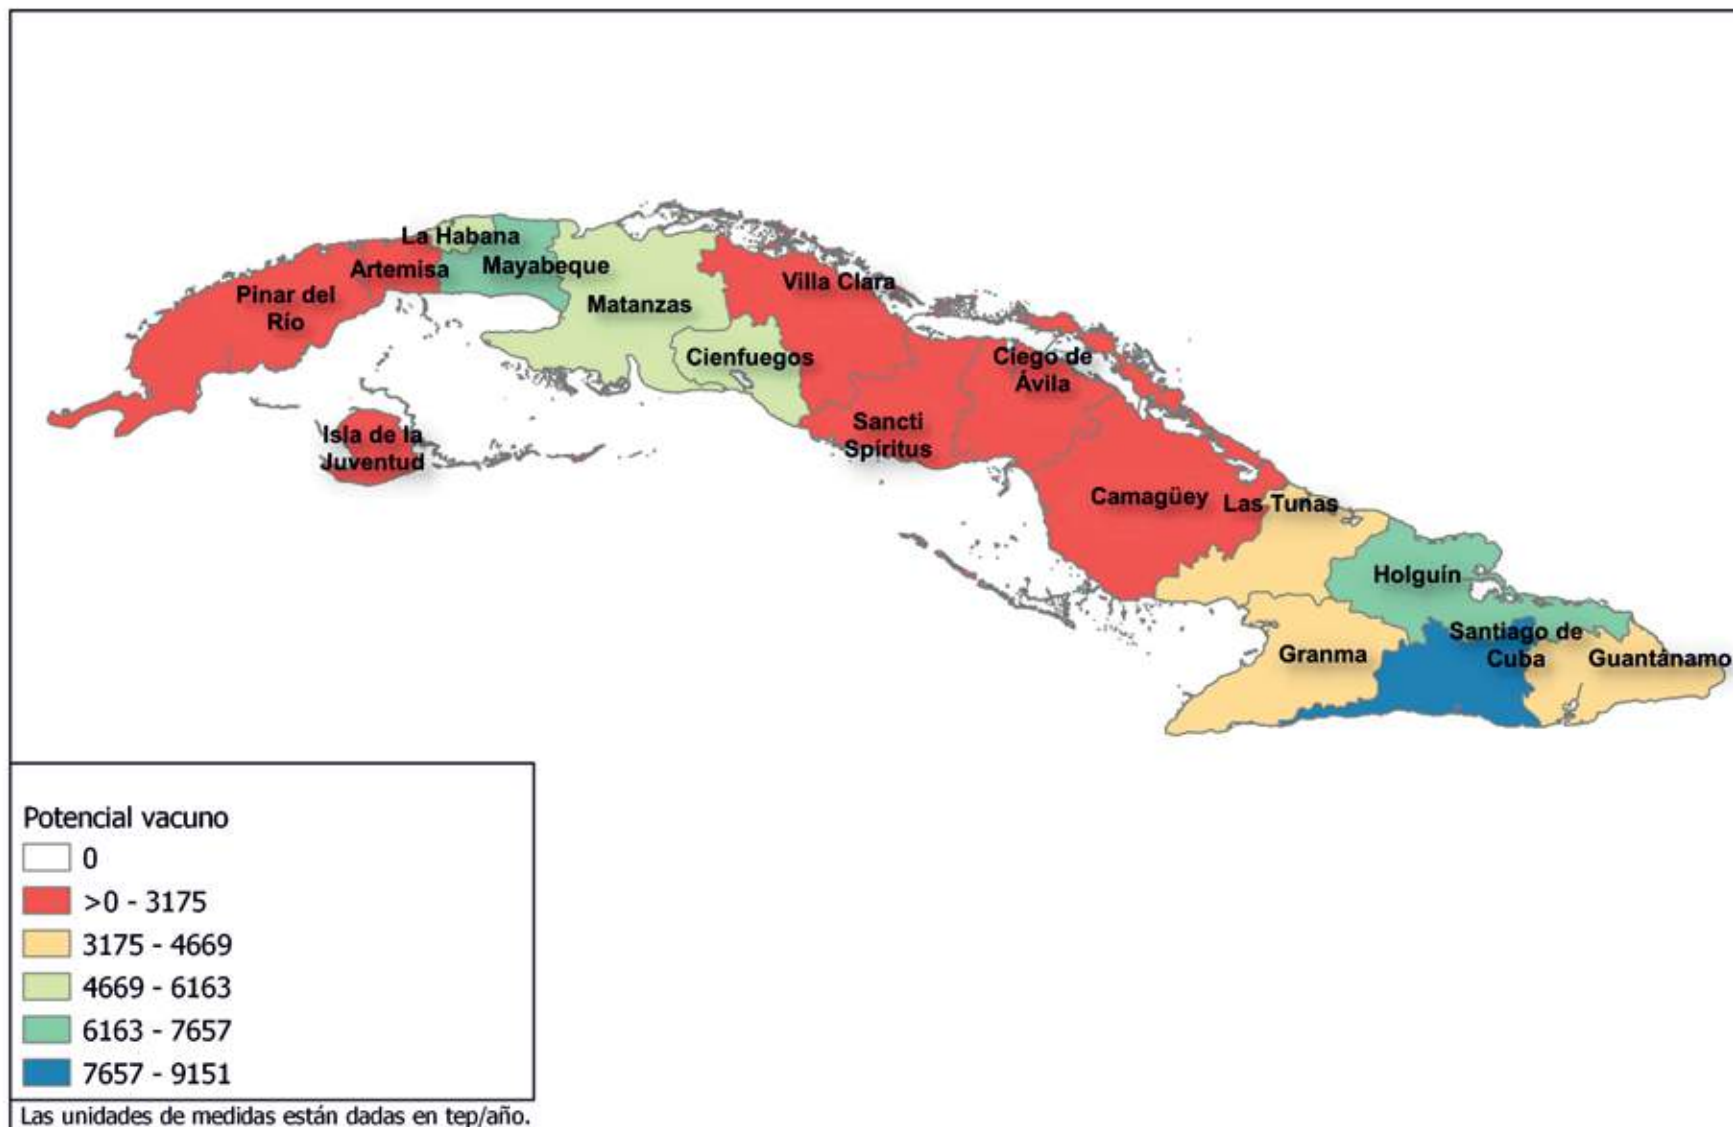 La Habana
Artemisa
Mayabeque
Pinar del
Río
Matanzas
Villa Clara
Cienfuegos
Ciego de
Ávila
Isla de la
Juventud
Sancti
Spíritus
Camagüey
Las Tunas
Holguín
Granma
Santiago de
Cuba
Guantánamo
Potencial vacuno
0
>0 - 3175
3175 - 4669
4669 - 6163
6163 - 7657
7657 - 9151
Las unidades de medidas están dadas en tep/año.